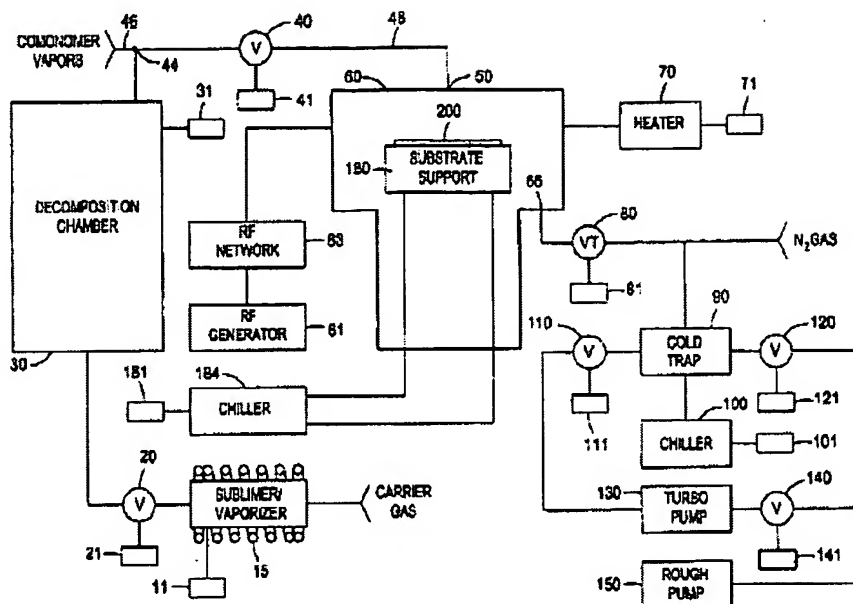 46
40
48
COMONOMER
VAPORS
V
44
41
31
60
50
70
71
HEATER
200
SUBSTRATE
SUPPORT
180
DECOMPOSITION
CHAMBER
66
80
VT
N2GAS
RF
NETWORK
63
81
RF
GENERATOR
61
90
110
120
V
COLD
TRAP
V
30
181
184
CHILLER
111
100
121
CHILLER
101
20
V
SUBLIMER/
VAPORIZER
CARRIER
GAS
130
TURBO
PUMP
140
V
21
15
11
141
150
ROUGH
PUMP